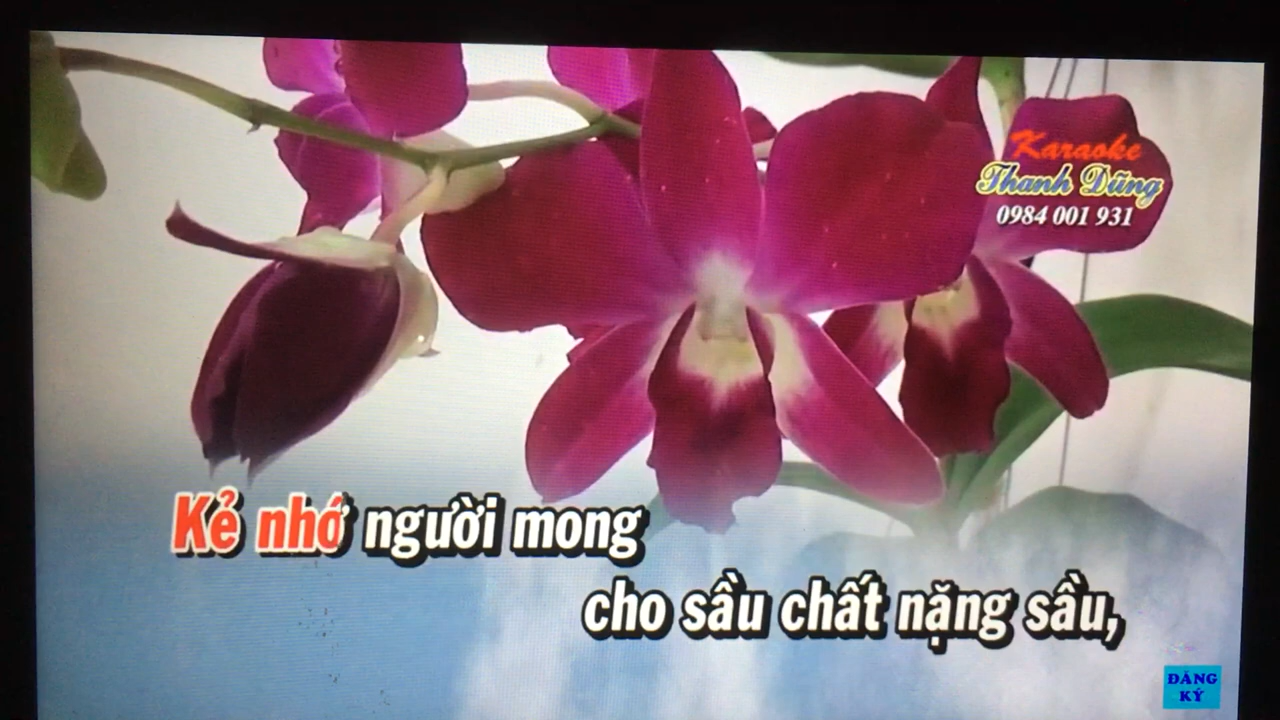 Karaoke
Thanh Dũng
0984 001 931
Kẻ nhớ người mong
cho sầu chất nặng sầu,
ĐĂNG
KÝ